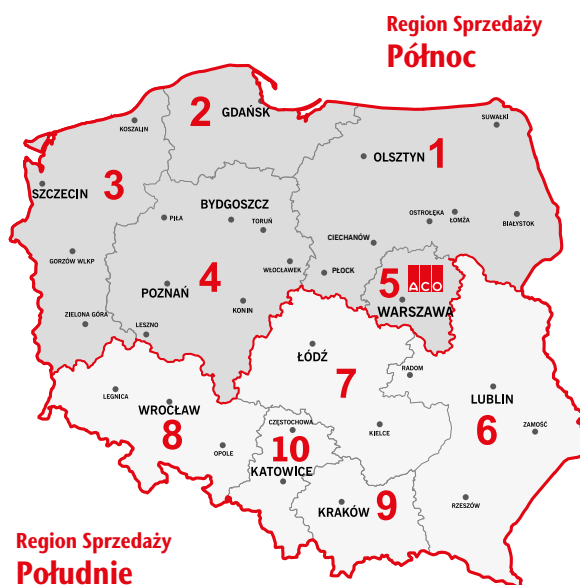 Region Sprzedaży
Północ
2
GDAŃSK
KOSZALIN
SUWAŁKI
1
OLSZTYN
3
SZCZECIN
BYDGOSZCZ
PIŁA
TORUŃ
OSTROŁĘKA
ŁOMŻA
BIAŁYSTOK
CIECHANÓW
GORZÓW WLKP
WŁOCŁAWEK
PŁOCK
4
POZNAŃ
5
ACO
WARSZAWA
KONIN
ZIELONA GÓRA
LESZNO
ŁÓDŹ
7
RADOM
LEGNICA
WROCŁAW
8
LUBLIN
6
ZAMOŚĆ
CZĘSTOCHOWA
KIELCE
OPOLE
10
KATOWICE
KRAKÓW
9
RZESZÓW
Region Sprzedaży
Południe